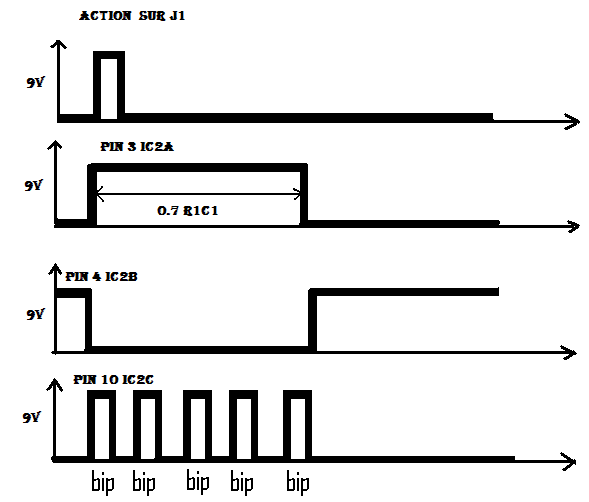 ACTION SUR J1
9V
PIN 3 IC2A
9V
0.7 R1C1
PIN 4 IC2B
9V
PIN 10 IC2C
9V
bip bip bip bip bip